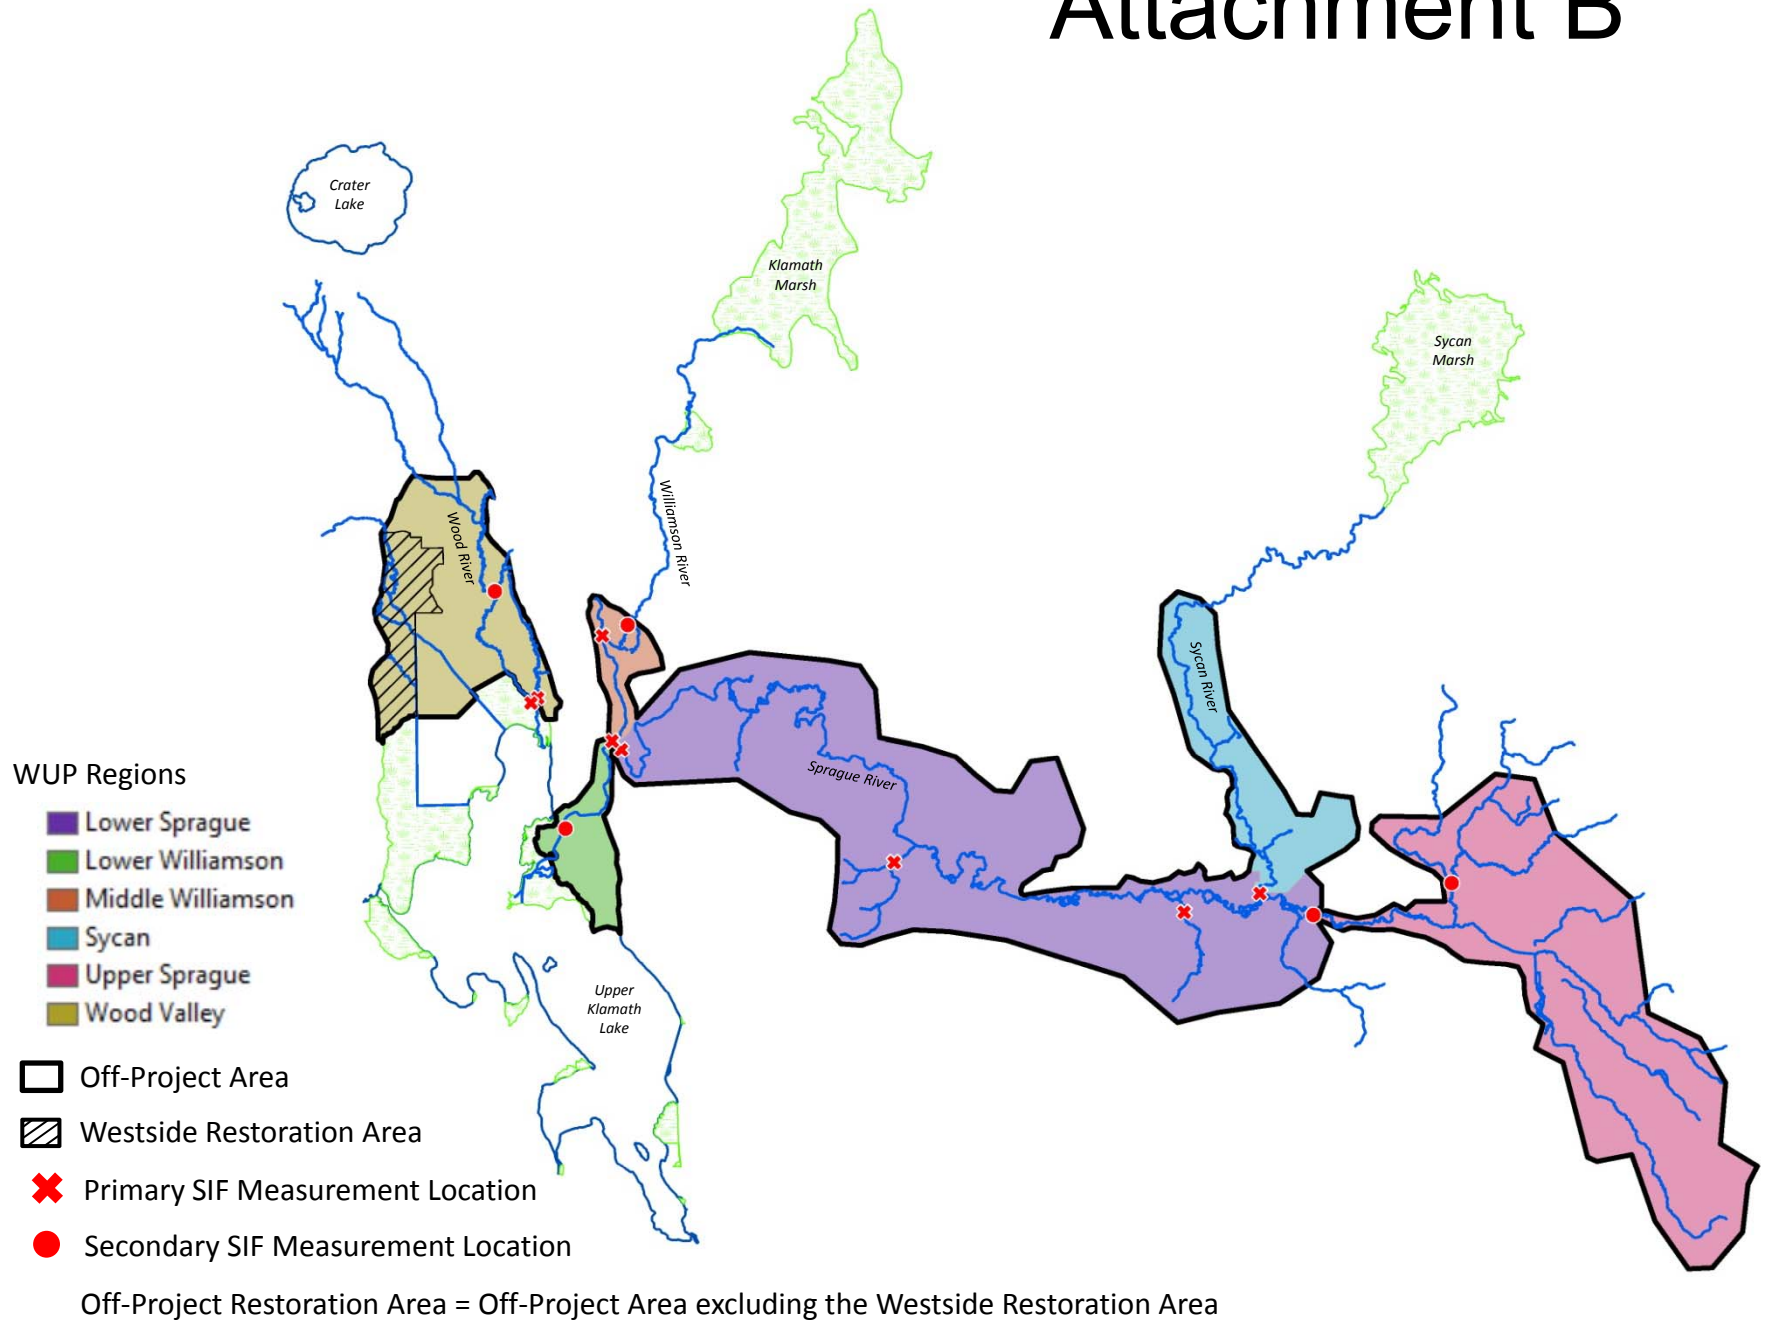 Attachment B
Crater
Lake
Klamath
Marsh
Sycan
Marsh
Williamson River
Wood River
Sycan River
Sprague River
WUP Regions
Lower Sprague
Lower Williamson
Middle Williamson
Sycan
Upper Sprague
Wood Valley
Upper
Klamath
Lake
Off-Project Area
Westside Restoration Area
Primary SIF Measurement Location
Secondary SIF Measurement Location
Off-Project Restoration Area = Off-Project Area excluding the Westside Restoration Area